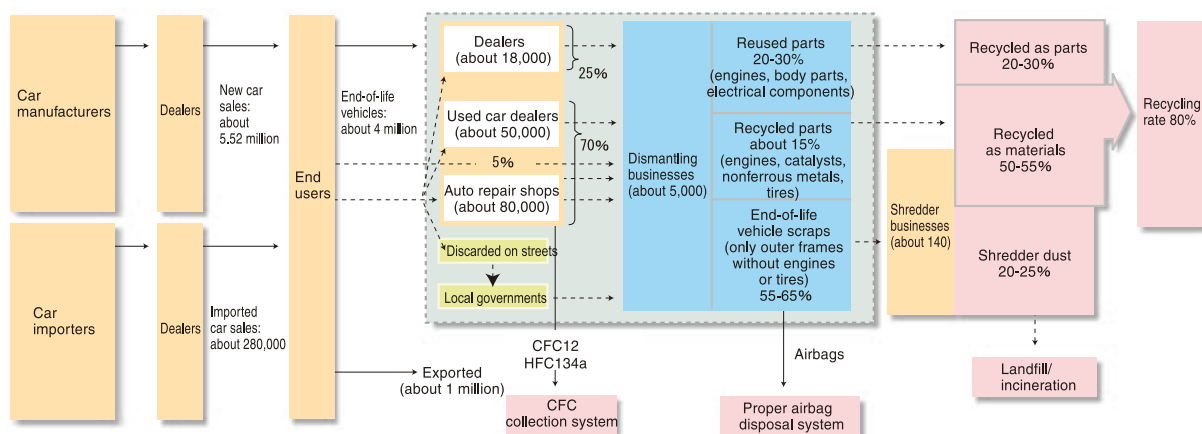 Car
manufacturers
Car
importers
Dealers
Dealers
New car
sales:
about
5.52 million
Imported
car sales:
about 280,000
End
users
End-of-life
vehicles:
about 4 million
Exported
(about 1 million)
Dealers
(about 18,000)
25%
Used car dealers
(about 50,000)
70%
5%
Auto repair shops
(about 80,000)
Discarded on streets
Local governments
CFC12
HFC134a
CFC
collection system
Dismantling
businesses
(about 5,000)
Reused parts
20-30%
(engines, body parts,
electrical components)
Recycled parts
about 15%
(engines, catalysts,
nonferrous metals,
tires)
End-of-life
vehicle scraps
(only outer frames
without engines
or tires)
55-65%
Airbags
Proper airbag
disposal system
Shredder
businesses
(about 140)
Recycled as parts
20-30%
Recycled
as materials
50-55%
Shredder dust
20-25%
Landfill/
incineration
Recycling
rate 80%